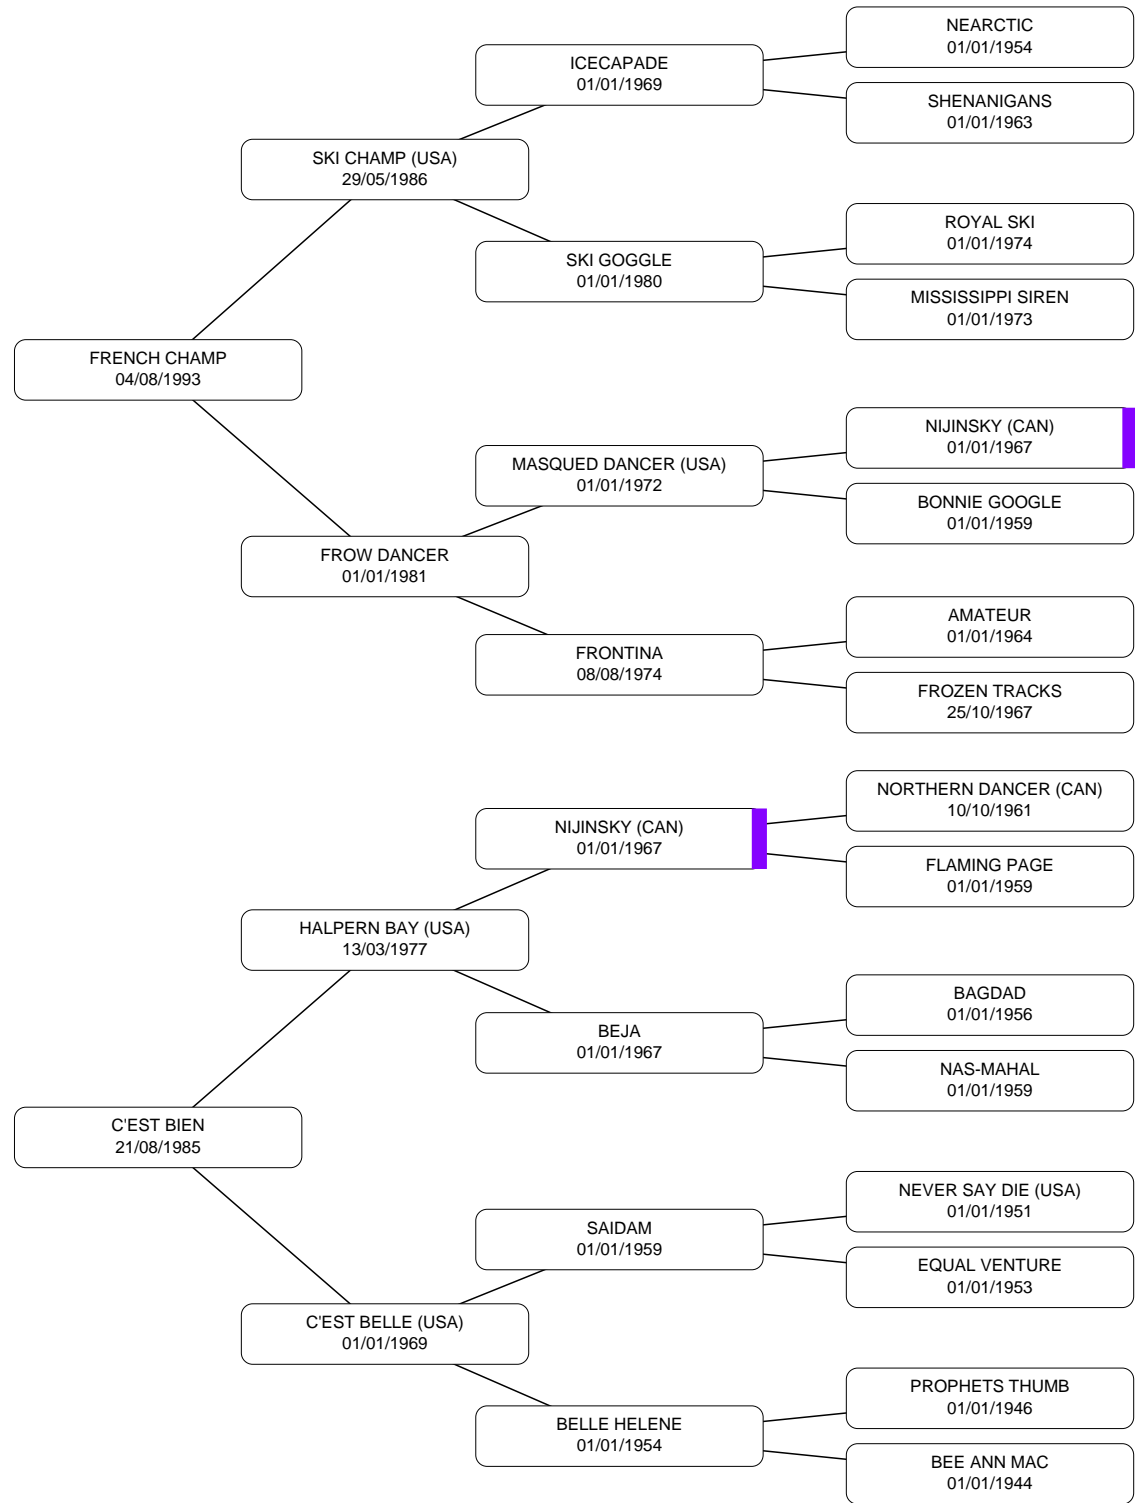 NEARCTIC
01/01/1954
ICECAPADE
01/01/1969
SHENANIGANS
01/01/1963
SKI CHAMP (USA)
29/05/1986
ROYAL SKI
01/01/1974
SKI GOGGLE
01/01/1980
MISSISSIPPI SIREN
01/01/1973
FRENCH CHAMP
04/08/1993
NIJINSKY (CAN)
01/01/1967
MASQUED DANCER (USA)
01/01/1972
BONNIE GOOGLE
01/01/1959
FROW DANCER
01/01/1981
AMATEUR
01/01/1964
FRONTINA
08/08/1974
FROZEN TRACKS
25/10/1967
NORTHERN DANCER (CAN)
10/10/1961
NIJINSKY (CAN)
01/01/1967
FLAMING PAGE
01/01/1959
HALPERN BAY (USA)
13/03/1977
BAGDAD
01/01/1956
BEJA
01/01/1967
NAS-MAHAL
01/01/1959
C'EST BIEN
21/08/1985
NEVER SAY DIE (USA)
01/01/1951
SAIDAM
01/01/1959
EQUAL VENTURE
01/01/1953
C'EST BELLE (USA)
01/01/1969
PROPHETS THUMB
01/01/1946
BELLE HELENE
01/01/1954
BEE ANN MAC
01/01/1944